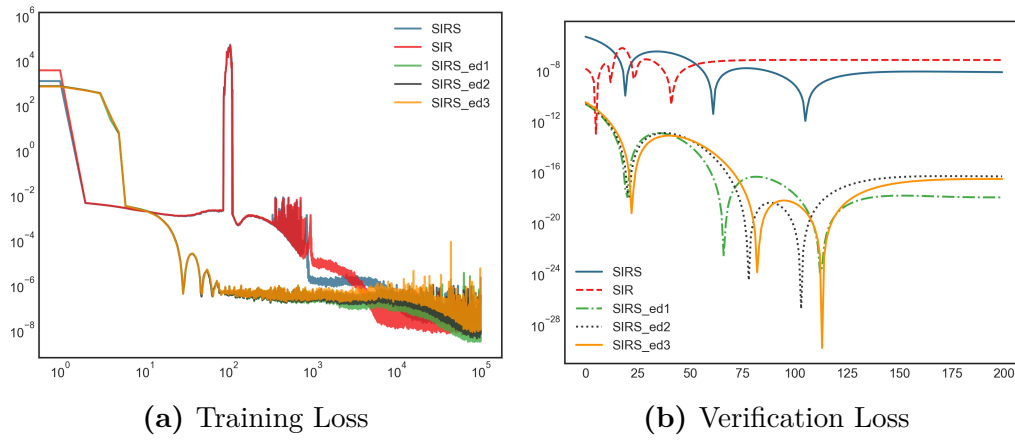 10^6
10^4
10^2
10^0
10^-2
10^-4
10^-6
10^-8
10^0
10^1
10^2
10^3
10^4
10^5
SIRS
SIR
SIRS_ed1
SIRS_ed2
SIRS_ed3
(a) Training Loss
10^-8
10^-12
10^-16
10^-20
10^-24
10^-28
0
25
50
75
100
125
150
175
200
SIRS
SIR
SIRS_ed1
SIRS_ed2
SIRS_ed3
(b) Verification Loss